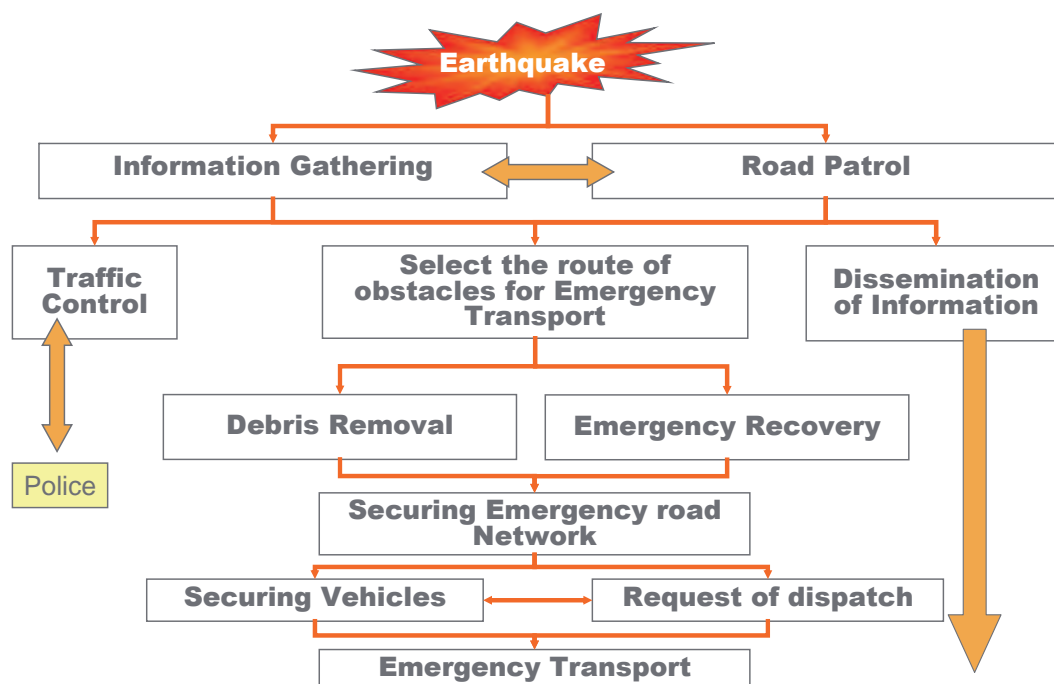 Earthquake
Information Gathering
Road Patrol
Traffic
Control
Select the route of
obstacles for Emergency
Transport
Dissemination
of Information
Debris Removal
Emergency Recovery
Police
Securing Emergency road
Network
Securing Vehicles
Request of dispatch
Emergency Transport